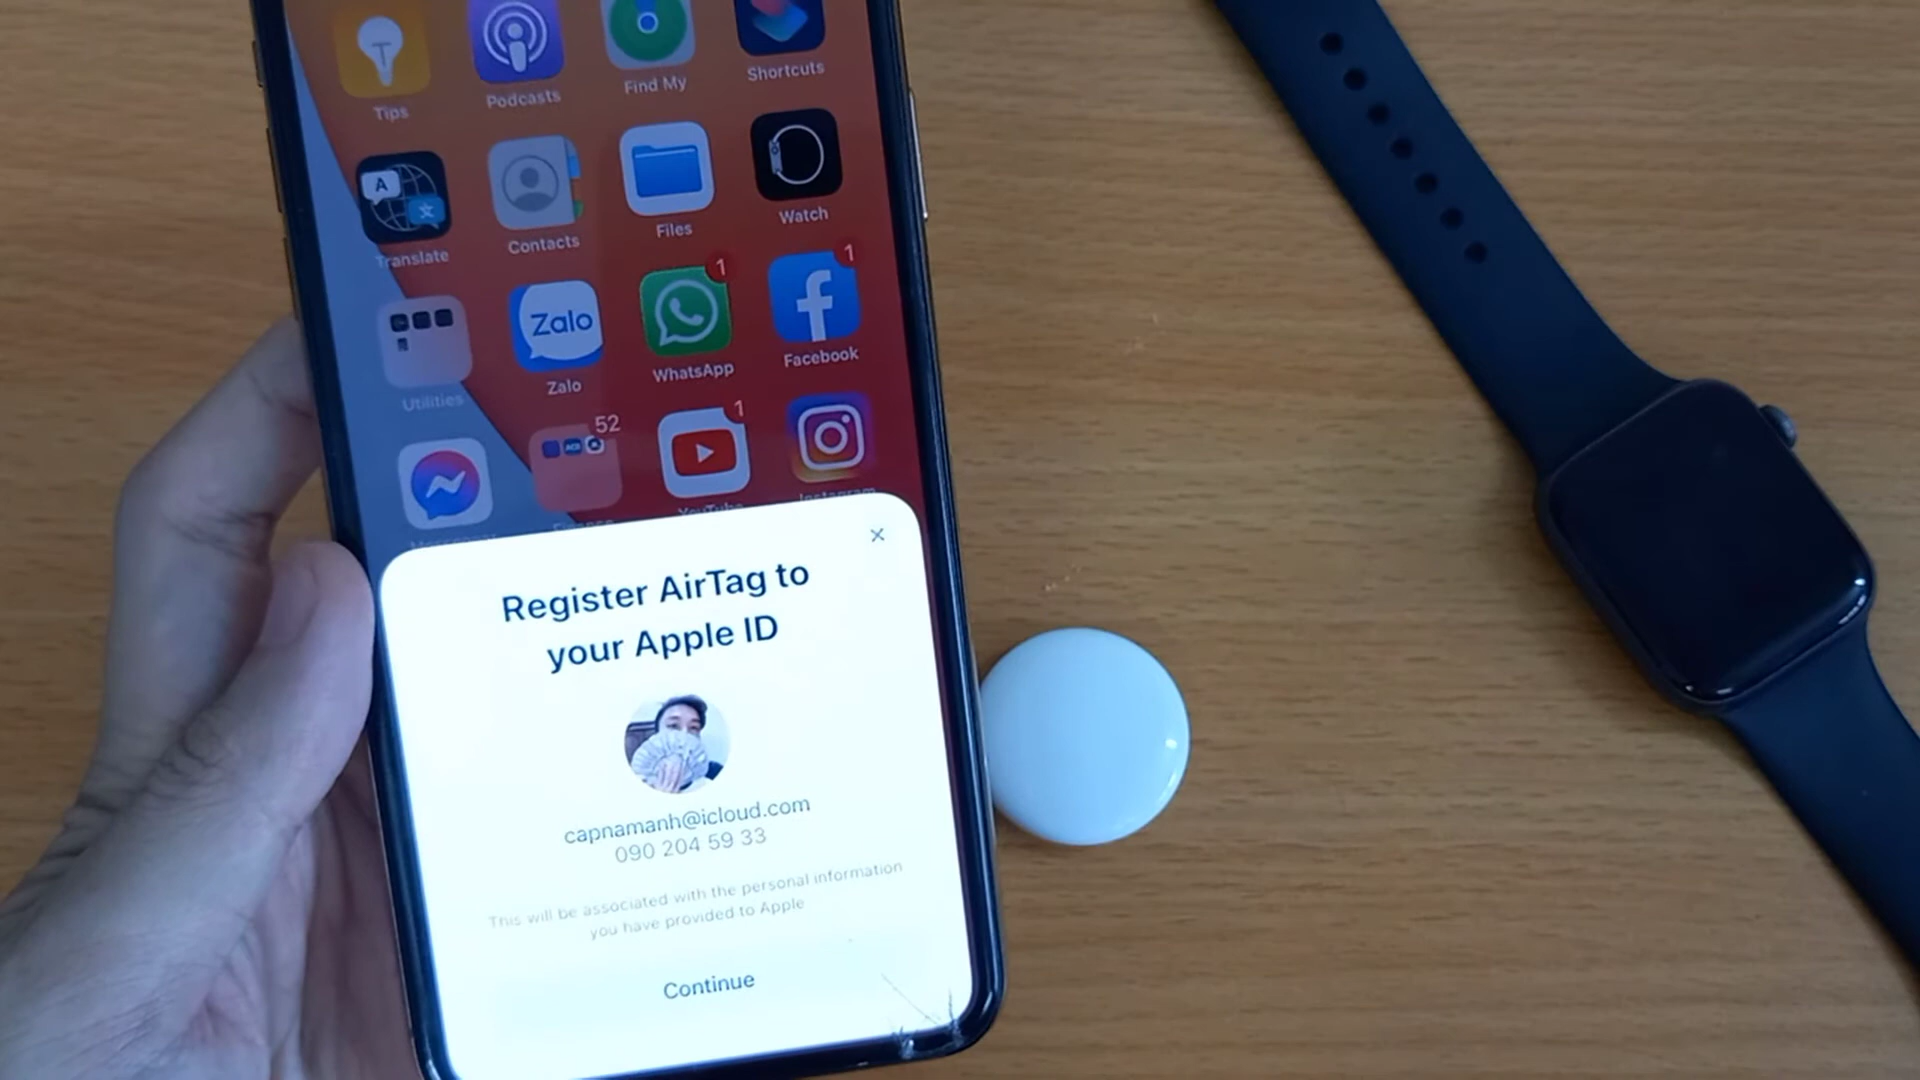 Tips
Podcasts
Find My
Shortcuts
Translate
Contacts
Files
Watch
Utilities
Zalo
Zalo
1
WhatsApp
1
Facebook
52
1
YouTube
Instagram
Register AirTag to
your Apple ID
capnamanh@icloud.com
090 204 59 33
This will be associated with the personal information
you have provided to Apple
Continue